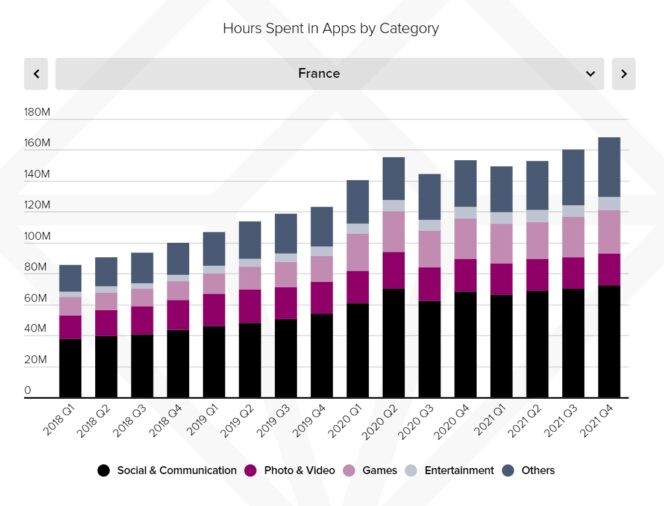 Hours Spent in Apps by Category
France
180M
160M
140M
120M
100M
80M
60M
40M
20M
0
2018 Q1
2018 Q2
2018 Q3
2018 Q4
2019 Q1
2019 Q2
2019 Q3
2019 Q4
2020 Q1
2020 Q2
2020 Q3
2020 Q4
2021 Q1
2021 Q2
2021 Q3
2021 Q4
Social & Communication Photo & Video Games Entertainment Others